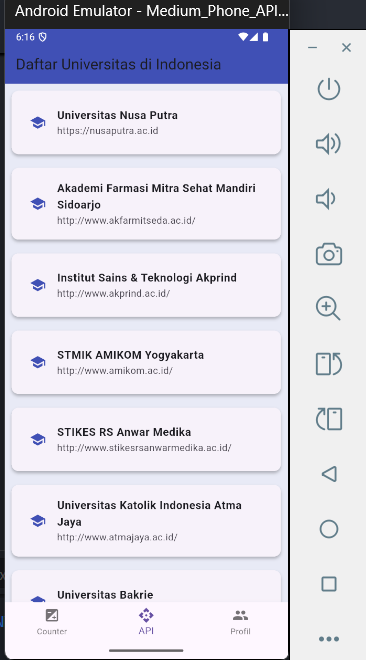 Android Emulator - Medium_Phone_API...
6:16
Daftar Universitas di Indonesia
Universitas Nusa Putra
https://nusaputra.ac.id
Akademi Farmasi Mitra Sehat Mandiri
Sidoarjo
http://www.akfarmitseda.ac.id/
Institut Sains & Teknologi Akprind
http://www.akprind.ac.id/
STMIK AMIKOM Yogyakarta
http://www.amikom.ac.id/
STIKES RS Anwar Medika
http://www.stikesrsanwarmedika.ac.id/
Universitas Katolik Indonesia Atma
Jaya
http://www.atmajaya.ac.id/
Universitas Bakrie
Counter
API
Profil